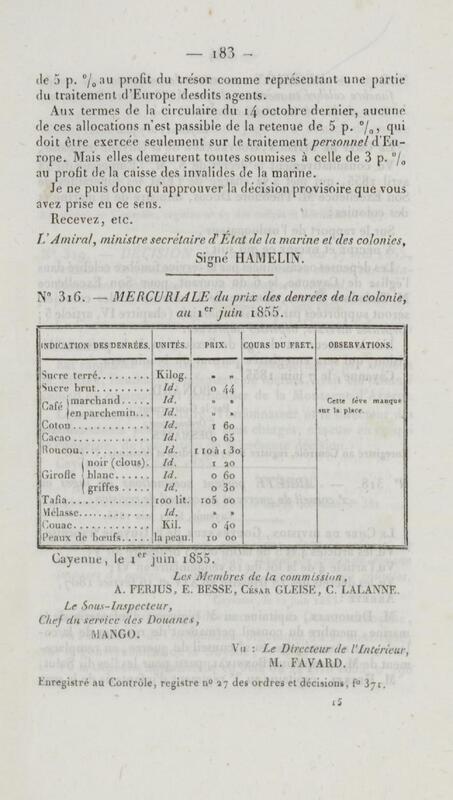 — 183 —
de 5 p. % au profit du trésor comme représentant une partie
du traitement d'Europe desdits agents.
Aux termes de la circulaire du 14 octobre dernier, aucune
de ces allocations n'est passible de la retenue de 5 p. %, qui
doit être exercée seulement sur le traitement personnel d'Eu-
rope. Mais elles demeurent toutes soumises à celle de 3 p. %
au profit de la caisse des invalides de la marine.
Je ne puis donc qu'approuver la décision provisoire que vous
avez prise en ce sens.
Recevez, etc.
L'Amiral, ministre secrétaire d'État de la marine et des colonies,
Signé HAMELIN.
N° 316. — MERCURIALE du prix des denrées de la colonie,
au 1er juin 1855.
INDICATION DES DENRÉES. UNITÉS. PRIX. COURS DU FRET. OBSERVATIONS.
Sucre terré......... Kilog. » »
Sucre brut......... Id. 0 44
Café marchand..... Id. » » Cette fève manque
en parchemin... Id. » » sur la place.
Coton............. Id. 1 60
Cacao............. Id. 0 65
Roucou............ Id. 1 10 à 1 30
noir (clous). Id. 1 20
Girofle blanc...... Id. 0 60
griffes..... Id. 0 30
Tafia............. 100 lit. 105 00
Mélasse........... Id. » »
Couac............. Kil. 0 40
Peaux de bœufs..... la peau. 10 00
Cayenne, le 1er juin 1855.
Les Membres de la commission,
A. FERJUS, E. BESSE, César GLEISE, C. LALANNE.
Le Sous-Inspecteur,
Chef du service des Douanes,
MANGO.
Vu : Le Directeur de l'Intérieur,
M. FAVARD.
Enregistré au Contrôle, registre n° 27 des ordres et décisions, f° 371.
15